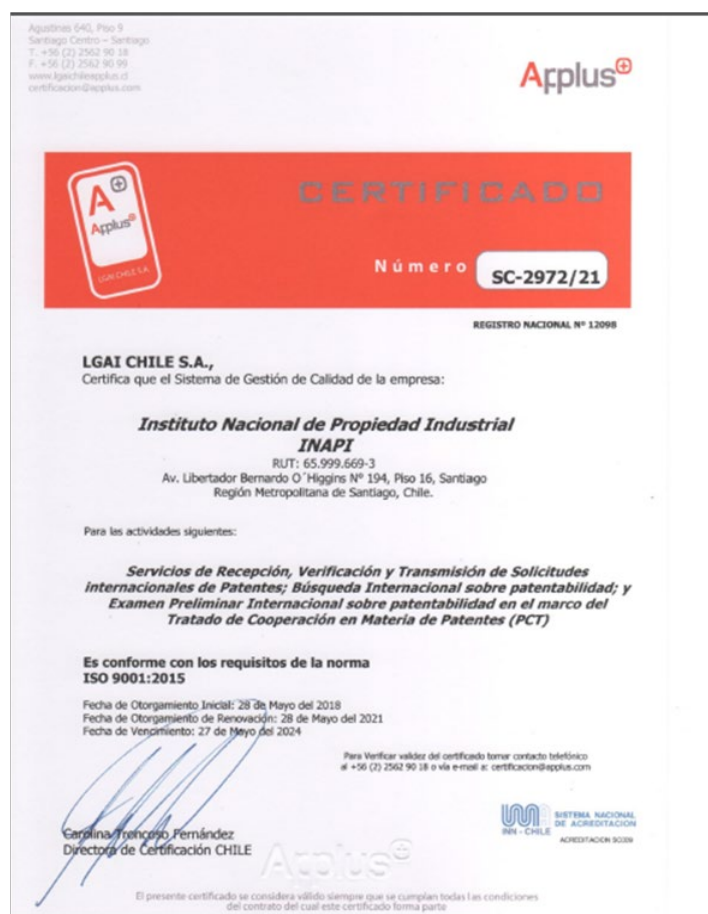 Agustinas 640, Piso 9
Santiago Centro – Santiago
T. +56 (2) 2562 90 18
F. +56 (2) 2562 90 99
www.lgaichileapplus.cl
certificacion@applus.com
Applus+
A+
Applus+
LGAI CHILE S.A.
CERTIFICADO
Número SC-2972/21
REGISTRO NACIONAL Nº 12098
LGAI CHILE S.A.,
Certifica que el Sistema de Gestión de Calidad de la empresa:
Instituto Nacional de Propiedad Industrial
INAPI
RUT: 65.999.669-3
Av. Libertador Bernardo O´Higgins Nº 194, Piso 16, Santiago
Región Metropolitana de Santiago, Chile.
Para las actividades siguientes:
Servicios de Recepción, Verificación y Transmisión de Solicitudes
internacionales de Patentes; Búsqueda Internacional sobre patentabilidad; y
Examen Preliminar Internacional sobre patentabilidad en el marco del
Tratado de Cooperación en Materia de Patentes (PCT)
Es conforme con los requisitos de la norma
ISO 9001:2015
Fecha de Otorgamiento Inicial: 28 de Mayo del 2018
Fecha de Otorgamiento de Renovación: 28 de Mayo del 2021
Fecha de Vencimiento: 27 de Mayo del 2024
Para Verificar validez del certificado tomar contacto telefónico
al +56 (2) 2562 90 18 o vía e-mail a: certificacion@applus.com
Carolina Troncoso Fernández
Directora de Certificación CHILE
INN - CHILE
SISTEMA NACIONAL
DE ACREDITACION
ACREDITACION SC009
Applus+
El presente certificado se considera válido siempre que se cumplan todas las condiciones
del contrato del cual este certificado forma parte